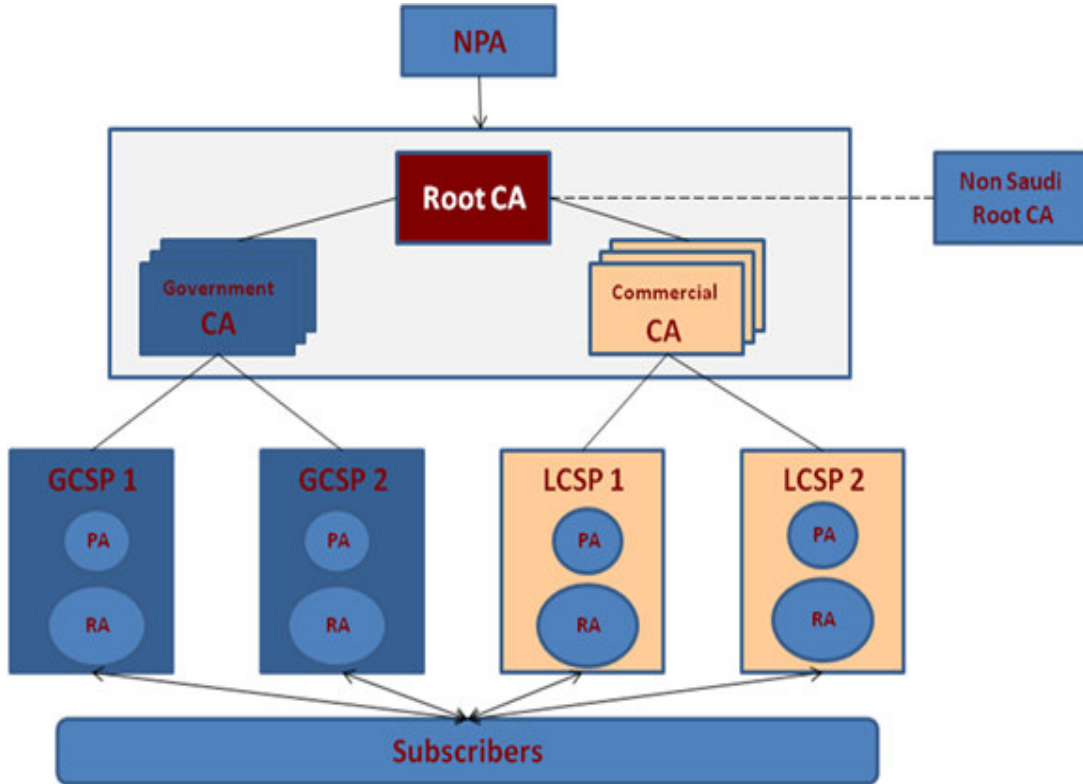 NPA
Root CA
Non Saudi
Root CA
Government
CA
Commercial
CA
GCSP 1
PA
RA
GCSP 2
PA
RA
LCSP 1
PA
RA
LCSP 2
PA
RA
Subscribers